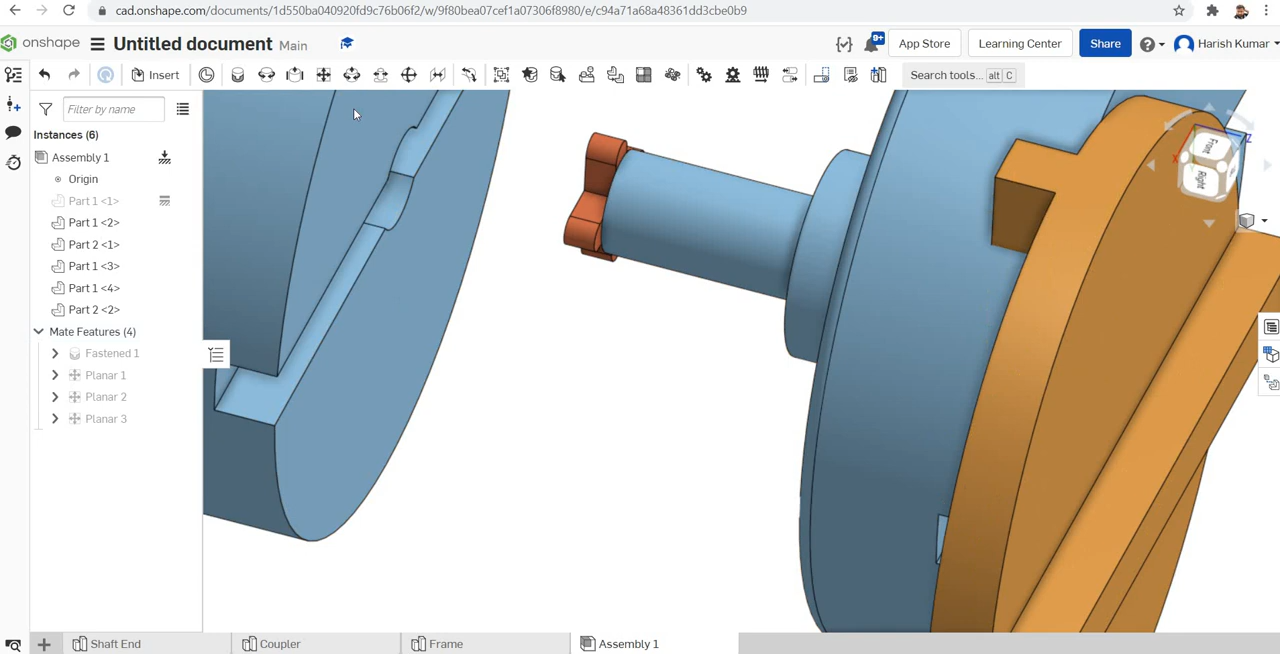 cad.onshape.com/documents/1d550ba040920fd9c76b06f2/w/9f80bea07cef1a07306f8980/e/c94a71a68a48361dd3cbe0b9
onshape Untitled document Main 9+ App Store Learning Center Share Harish Kumar
Insert Search tools... alt C
Filter by name
Instances (6)
Assembly 1
Origin
Part 1 <1>
Part 1 <2>
Part 2 <1>
Part 1 <3>
Part 1 <4>
Part 2 <2>
Mate Features (4)
Fastened 1
Planar 1
Planar 2
Planar 3
Z
X
Front
Right
Shaft End Coupler Frame Assembly 1